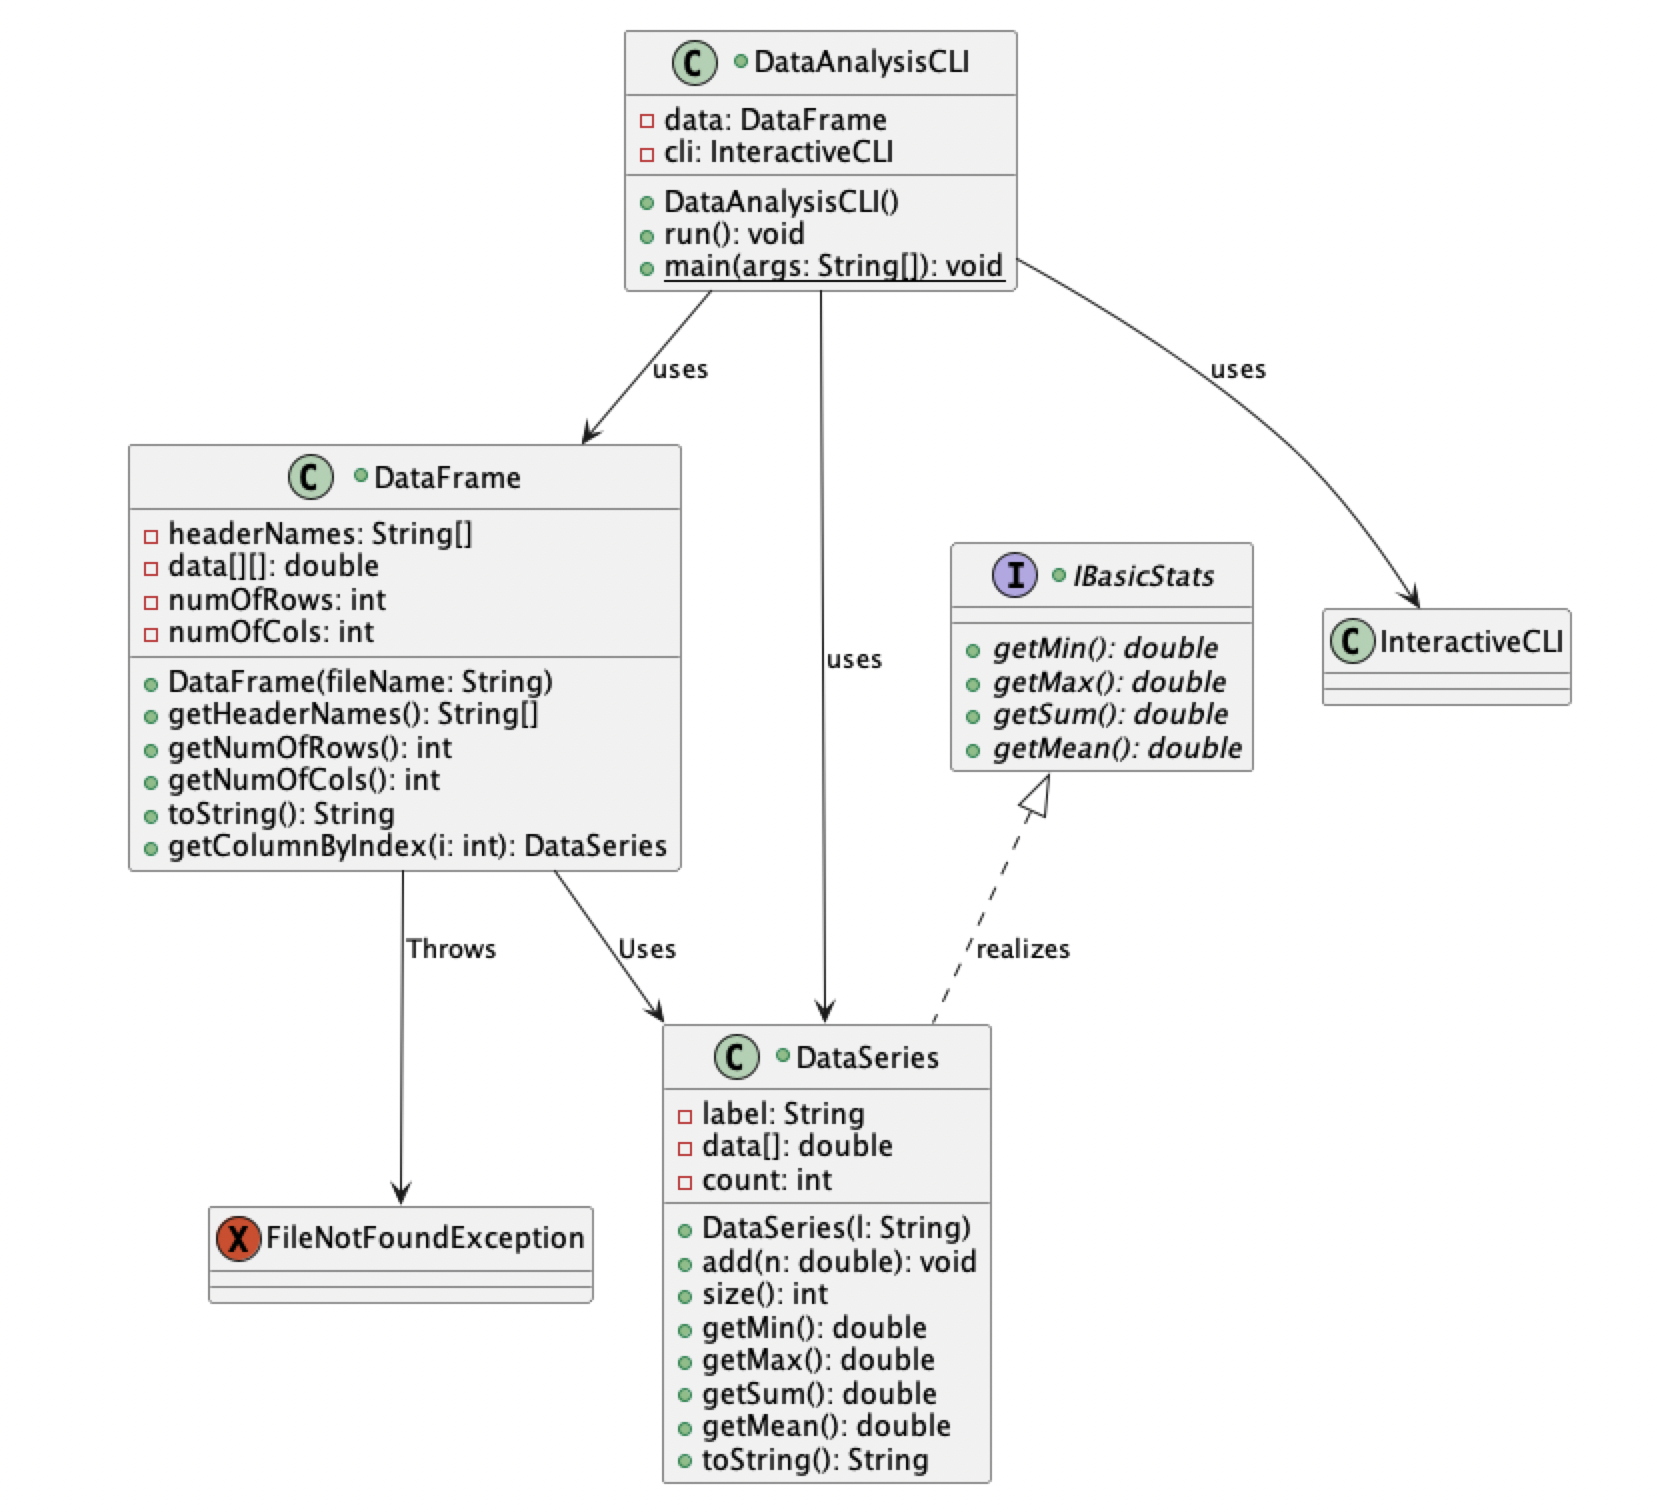 C DataAnalysisCLI
data: DataFrame
cli: InteractiveCLI
DataAnalysisCLI()
run(): void
main(args: String[]): void
uses
uses
C DataFrame
headerNames: String[]
data[][]: double
numOfRows: int
numOfCols: int
DataFrame(fileName: String)
getHeaderNames(): String[]
getNumOfRows(): int
getNumOfCols(): int
toString(): String
getColumnByIndex(i: int): DataSeries
uses
I IBasicStats
getMin(): double
getMax(): double
getSum(): double
getMean(): double
C InteractiveCLI
Throws
Uses
realizes
X FileNotFoundException
C DataSeries
label: String
data[]: double
count: int
DataSeries(l: String)
add(n: double): void
size(): int
getMin(): double
getMax(): double
getSum(): double
getMean(): double
toString(): String